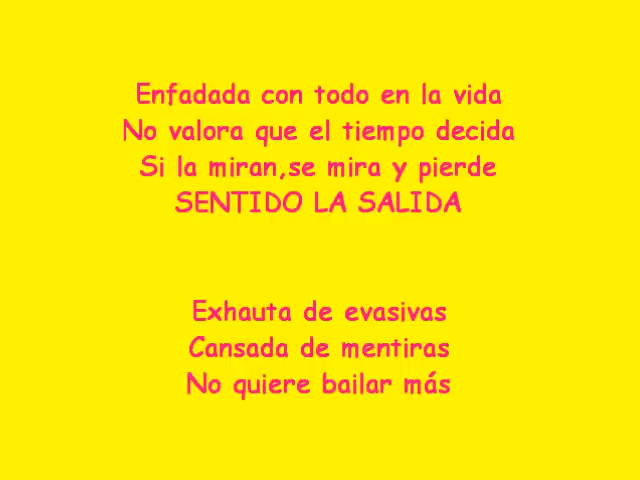 Enfadada con todo en la vida
No valora que el tiempo decida
Si la miran,se mira y pierde
SENTIDO LA SALIDA
Exhauta de evasivas
Cansada de mentiras
No quiere bailar más